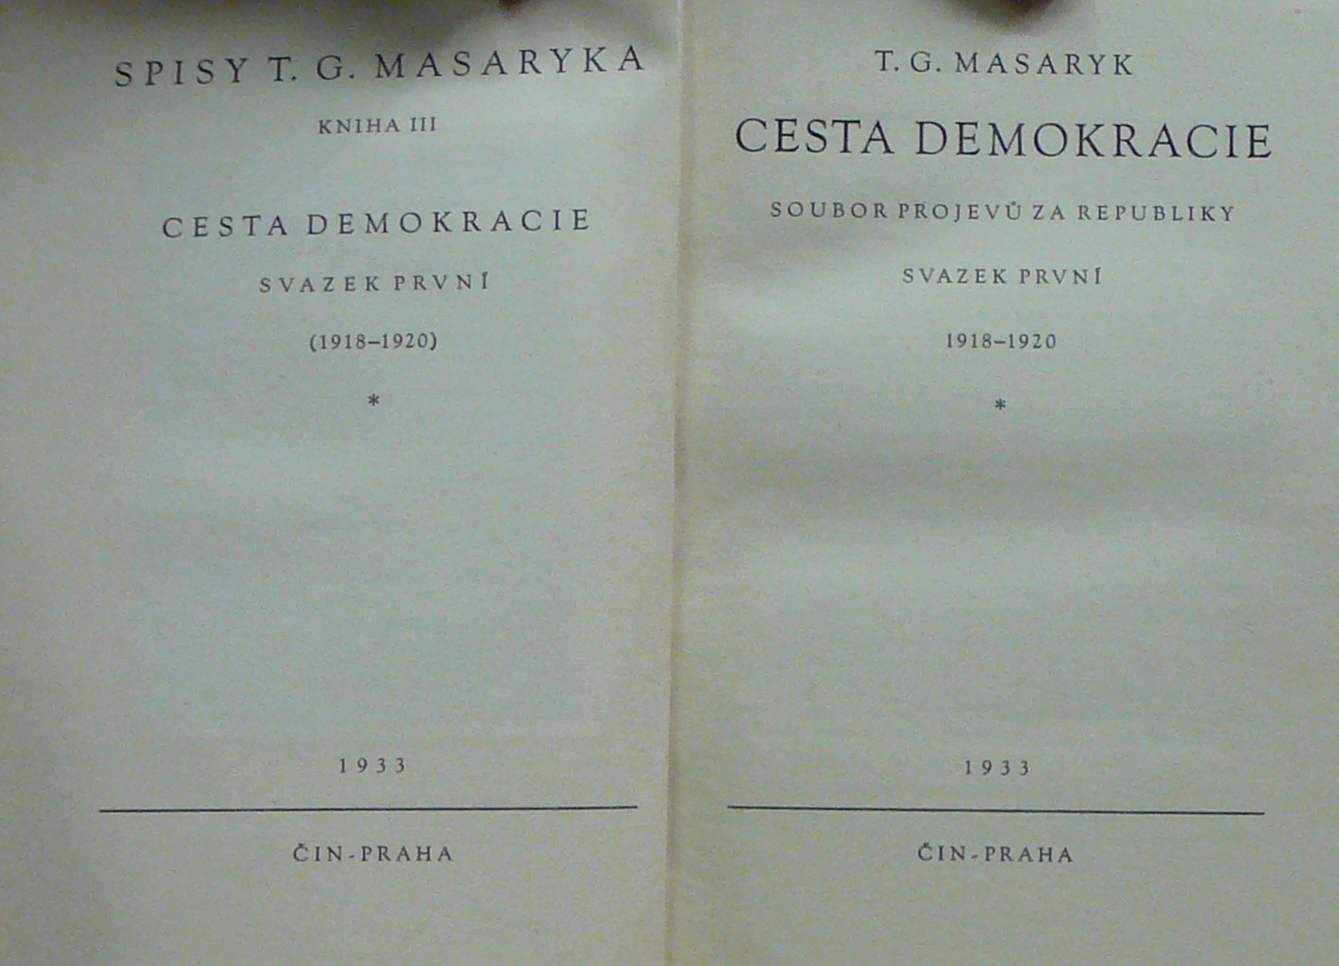 SPISY T. G. MASARYKA
KNIHA III
CESTA DEMOKRACIE
SVAZEK PRVNÍ
(1918–1920)
*
1933
ČIN-PRAHA
T. G. MASARYK
CESTA DEMOKRACIE
SOUBOR PROJEVŮ ZA REPUBLIKY
SVAZEK PRVNÍ
1918–1920
*
1933
ČIN-PRAHA